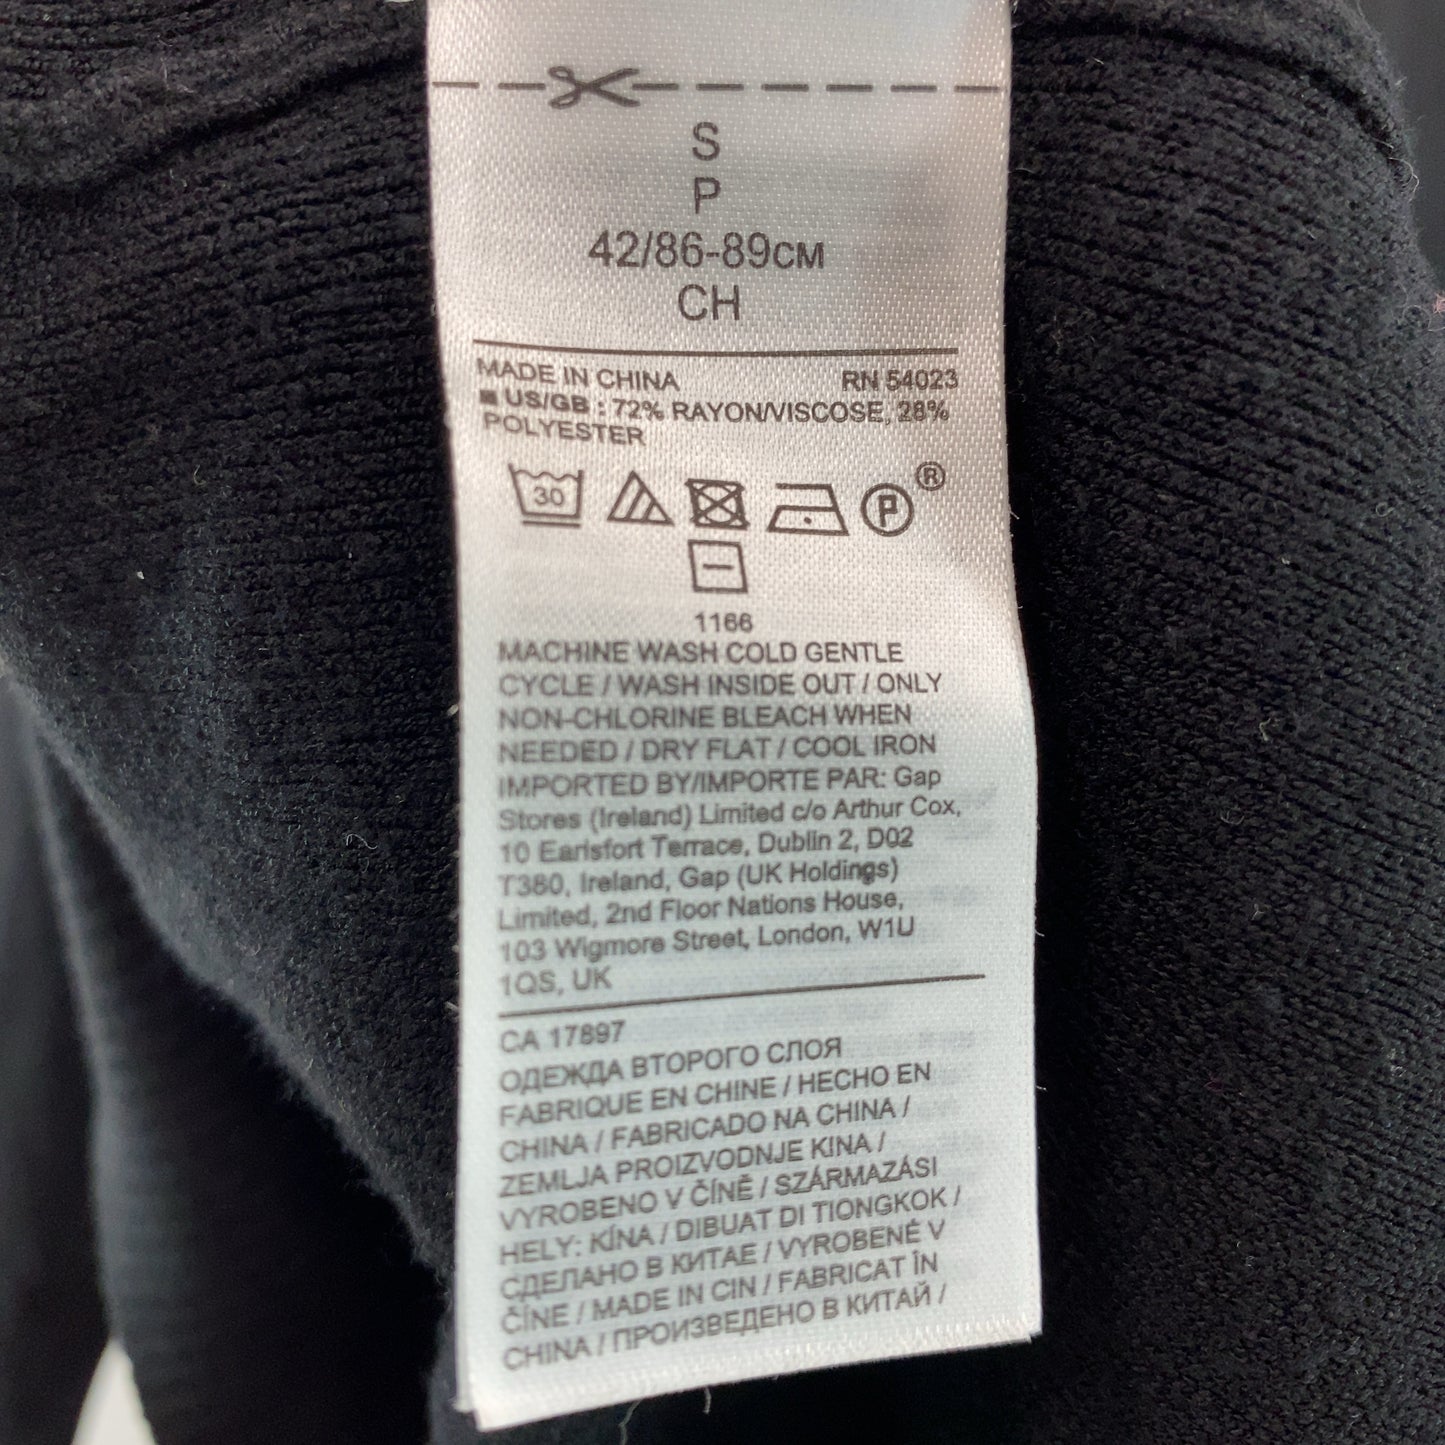 S
P
42/86-89см
CH
MADE IN CHINA RN 54023
■ US/GB : 72% RAYON/VISCOSE, 28%
POLYESTER
30 P ®
1166
MACHINE WASH COLD GENTLE
CYCLE / WASH INSIDE OUT / ONLY
NON-CHLORINE BLEACH WHEN
NEEDED / DRY FLAT / COOL IRON
IMPORTED BY/IMPORTE PAR: Gap
Stores (Ireland) Limited c/o Arthur Cox,
10 Earlsfort Terrace, Dublin 2, D02
T380, Ireland, Gap (UK Holdings)
Limited, 2nd Floor Nations House,
103 Wigmore Street, London, W1U
1QS, UK
CA 17897
ОДЕЖДА ВТОРОГО СЛОЯ
FABRIQUE EN CHINE / HECHO EN
CHINA / FABRICADO NA CHINA /
ZEMLJA PROIZVODNJE KINA /
VYROBENO V ČÍNĚ / SZÁRMAZÁSI
HELY: KÍNA / DIBUAT DI TIONGKOK /
СДЕЛАНО В КИТАЕ / VYROBENÉ V
ČÍNE / MADE IN CIN / FABRICAT ÎN
CHINA / ПРОИЗВЕДЕНО В КИТАЙ /